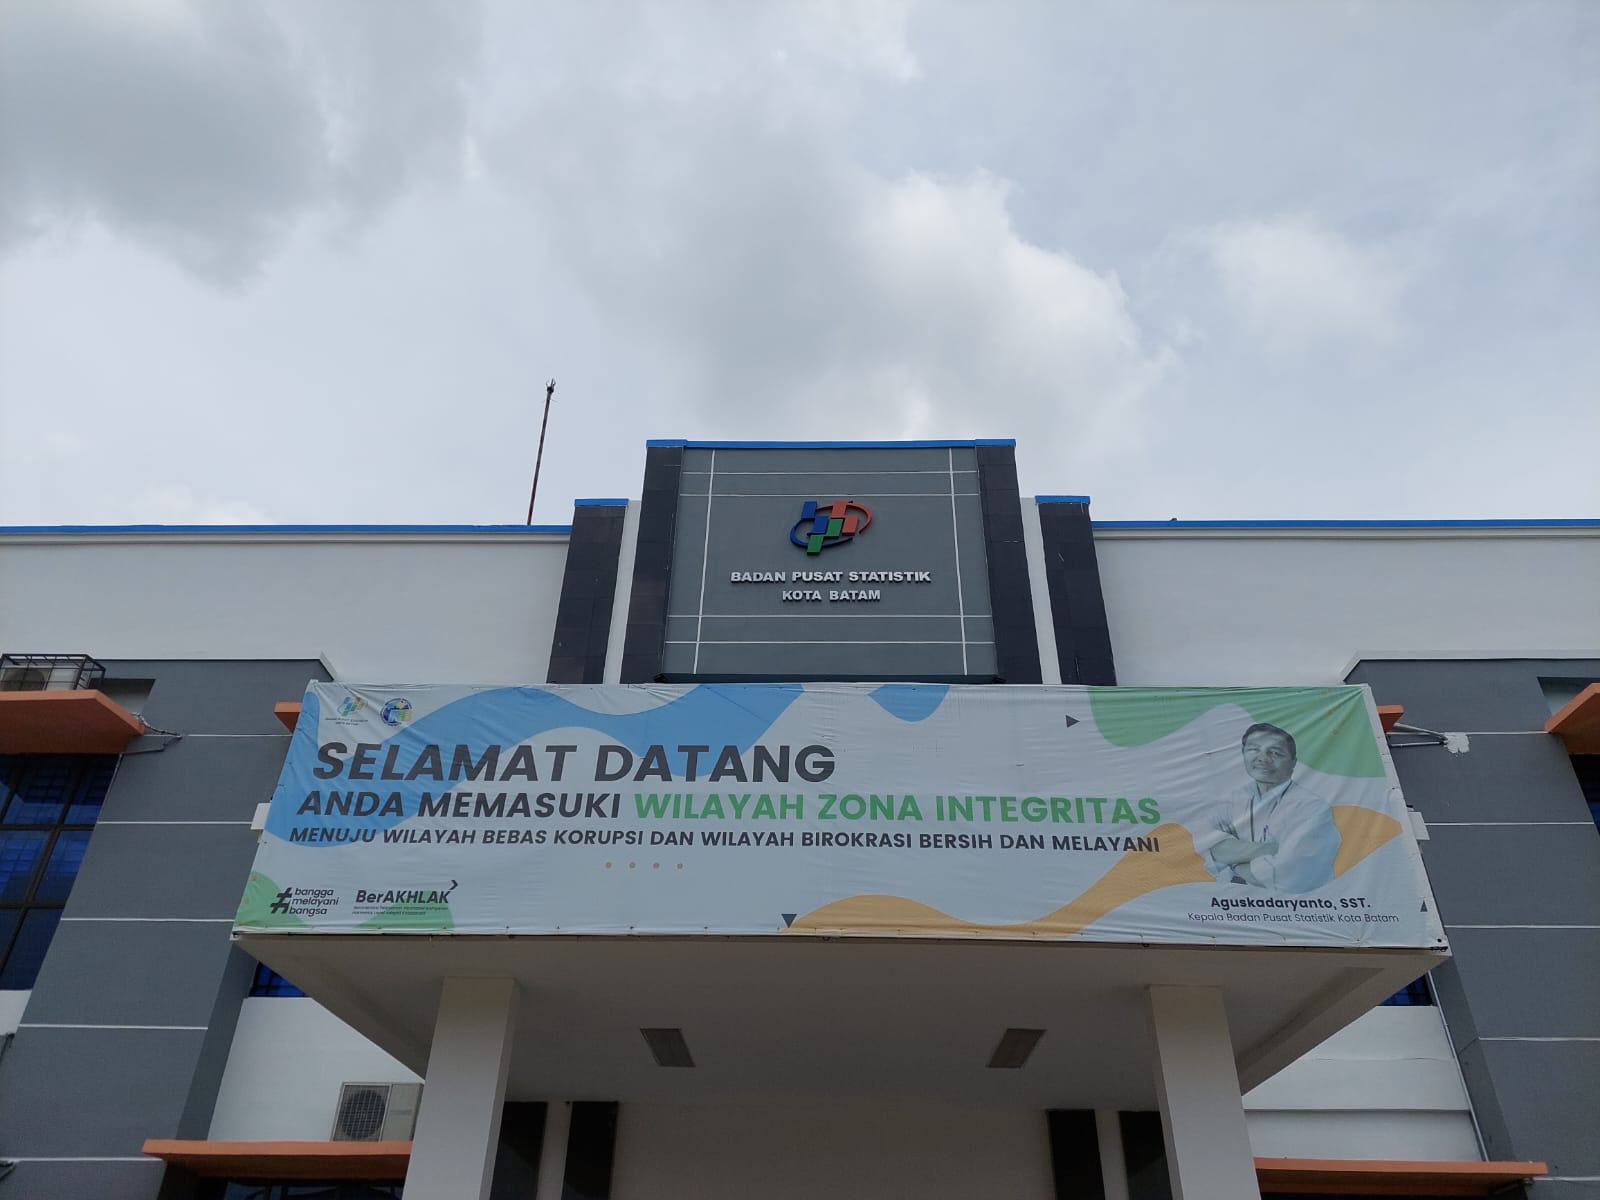 BADAN PUSAT STATISTIK
KOTA BATAM
SELAMAT DATANG
ANDA MEMASUKI WILAYAH ZONA INTEGRITAS
MENUJU WILAYAH BEBAS KORUPSI DAN WILAYAH BIROKRASI BERSIH DAN MELAYANI
#bangga
melayani
bangsa
BerAKHLAK
Aguskadaryanto, SST.
Kepala Badan Pusat Statistik Kota Batam